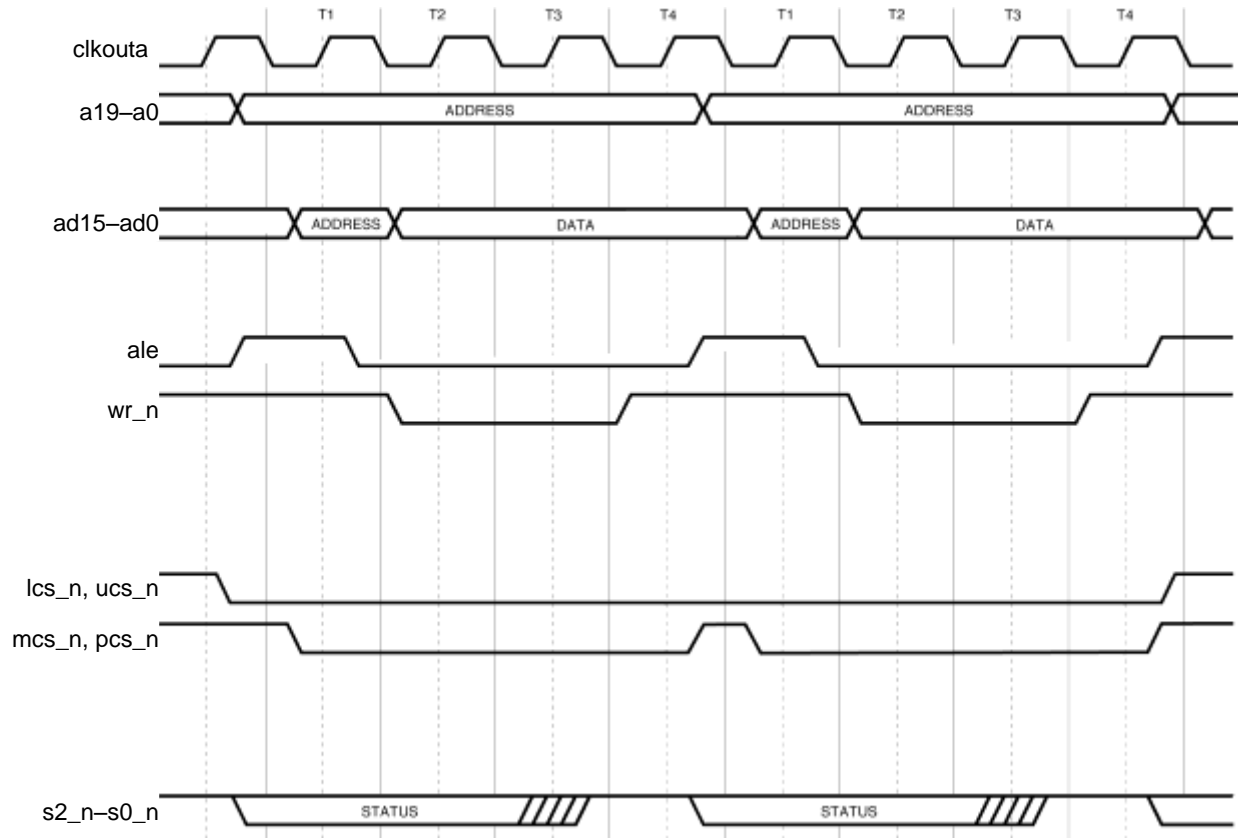 T1 T2 T3 T4 T1 T2 T3 T4
clkouta
a19–a0 ADDRESS ADDRESS
ad15–ad0 ADDRESS DATA ADDRESS DATA
ale
wr_n
lcs_n, ucs_n
mcs_n, pcs_n
s2_n–s0_n STATUS STATUS